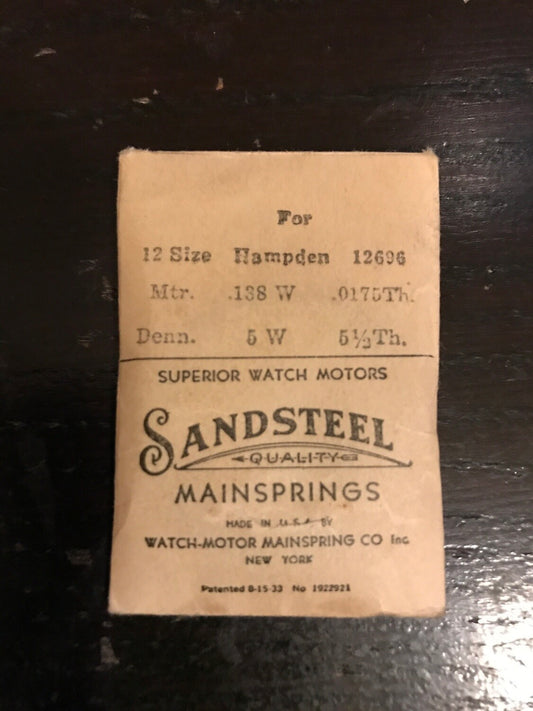 For
12 Size Hampden 12696
Mtr. .138 W .0175Th.
Denn. 5 W 5½Th.
SUPERIOR WATCH MOTORS
SANDSTEEL
QUALITY
MAINSPRINGS
MADE IN U.S.A. BY
WATCH-MOTOR MAINSPRING CO Inc
NEW YORK
Patented 8-15-33 No 1922921